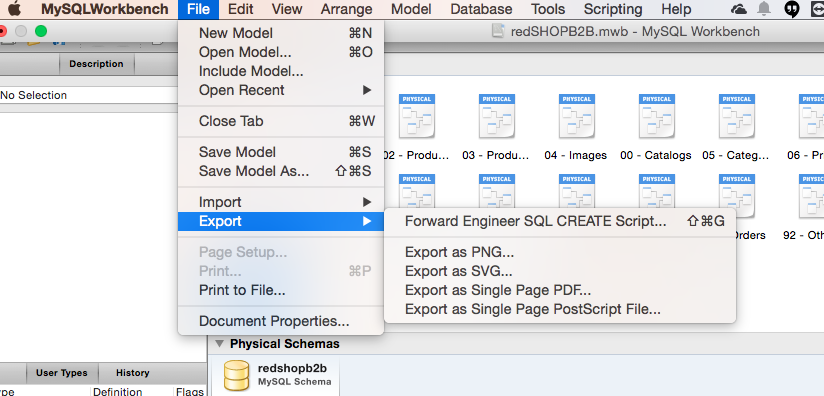 MySQLWorkbench File Edit View Arrange Model Database Tools Scripting Help
redSHOPB2B.mwb - MySQL Workbench
Description
No Selection
New Model ⌘N
Open Model... ⌘O
Include Model...
Open Recent ▶
Close Tab ⌘W
Save Model ⌘S
Save Model As... ⇧⌘S
Import ▶
Export ▶
Page Setup...
Print... ⌘P
Print to File...
Document Properties...
Forward Engineer SQL CREATE Script... ⇧⌘G
Export as PNG...
Export as SVG...
Export as Single Page PDF...
Export as Single Page PostScript File...
PHYSICAL PHYSICAL PHYSICAL PHYSICAL PHYSICAL
02 - Produ... 03 - Produ... 04 - Images 00 - Catalogs 05 - Categ... 06 - Pr
PHYSICAL PHYSICAL PHYSICAL PHYSICAL PHYSICAL
Orders 92 - Oth
Physical Schemas
redshopb2b
MySQL Schema
User Types History
Definition Flags